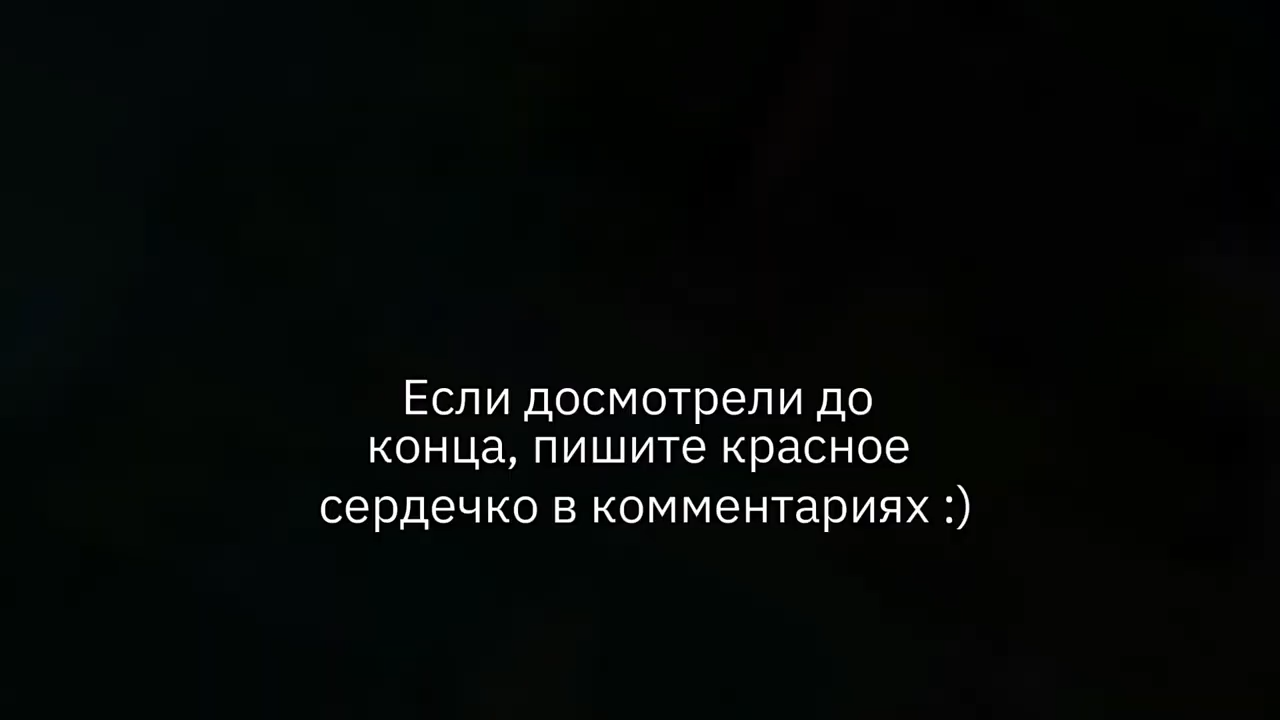 Если досмотрели до
конца, пишите красное
сердечко в комментариях :)